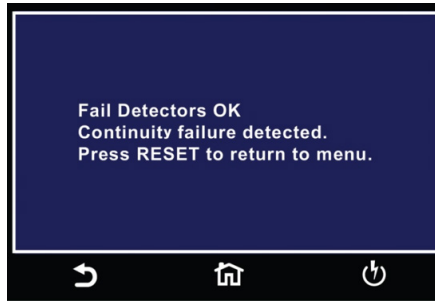 Fail Detectors OK
Continuity failure detected.
Press RESET to return to menu.